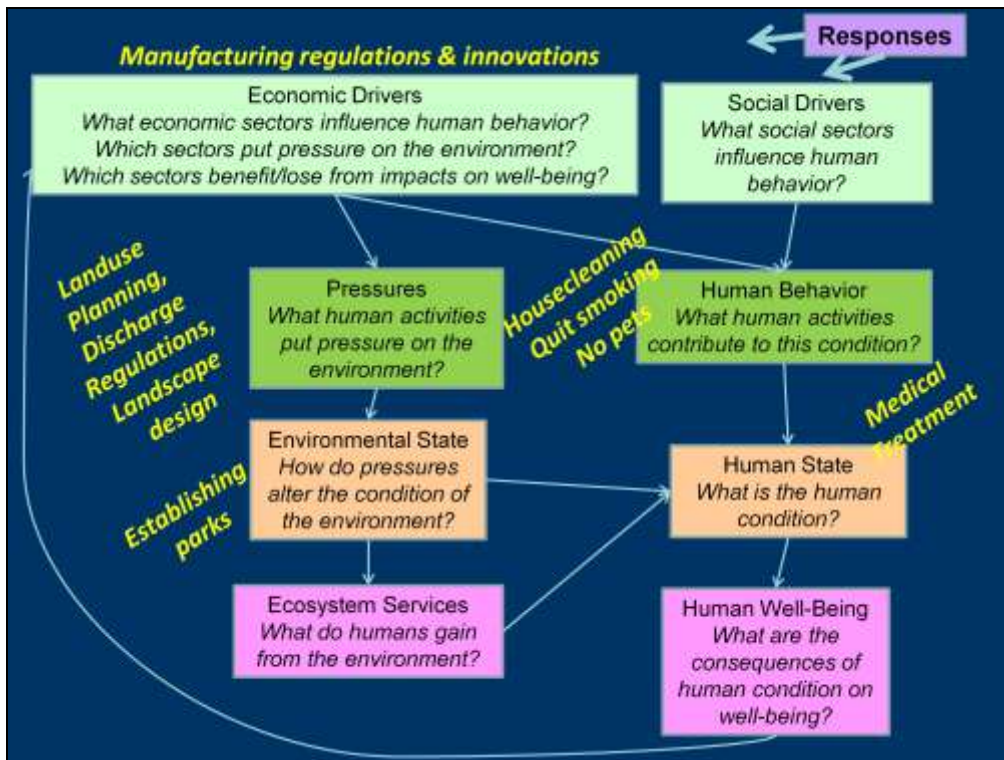 Responses
Manufacturing regulations & innovations
Economic Drivers
What economic sectors influence human behavior?
Which sectors put pressure on the environment?
Which sectors benefit/lose from impacts on well-being?
Social Drivers
What social sectors
influence human
behavior?
Landuse
Planning,
Discharge
Regulations,
Landscape
design
Pressures
What human activities
put pressure on the
environment?
Housecleaning
Quit smoking
No pets
Human Behavior
What human activities
contribute to this condition?
Medical
Treatment
Environmental State
How do pressures
alter the condition of
the environment?
Establishing
parks
Human State
What is the human
condition?
Ecosystem Services
What do humans gain
from the environment?
Human Well-Being
What are the
consequences of
human condition on
well-being?